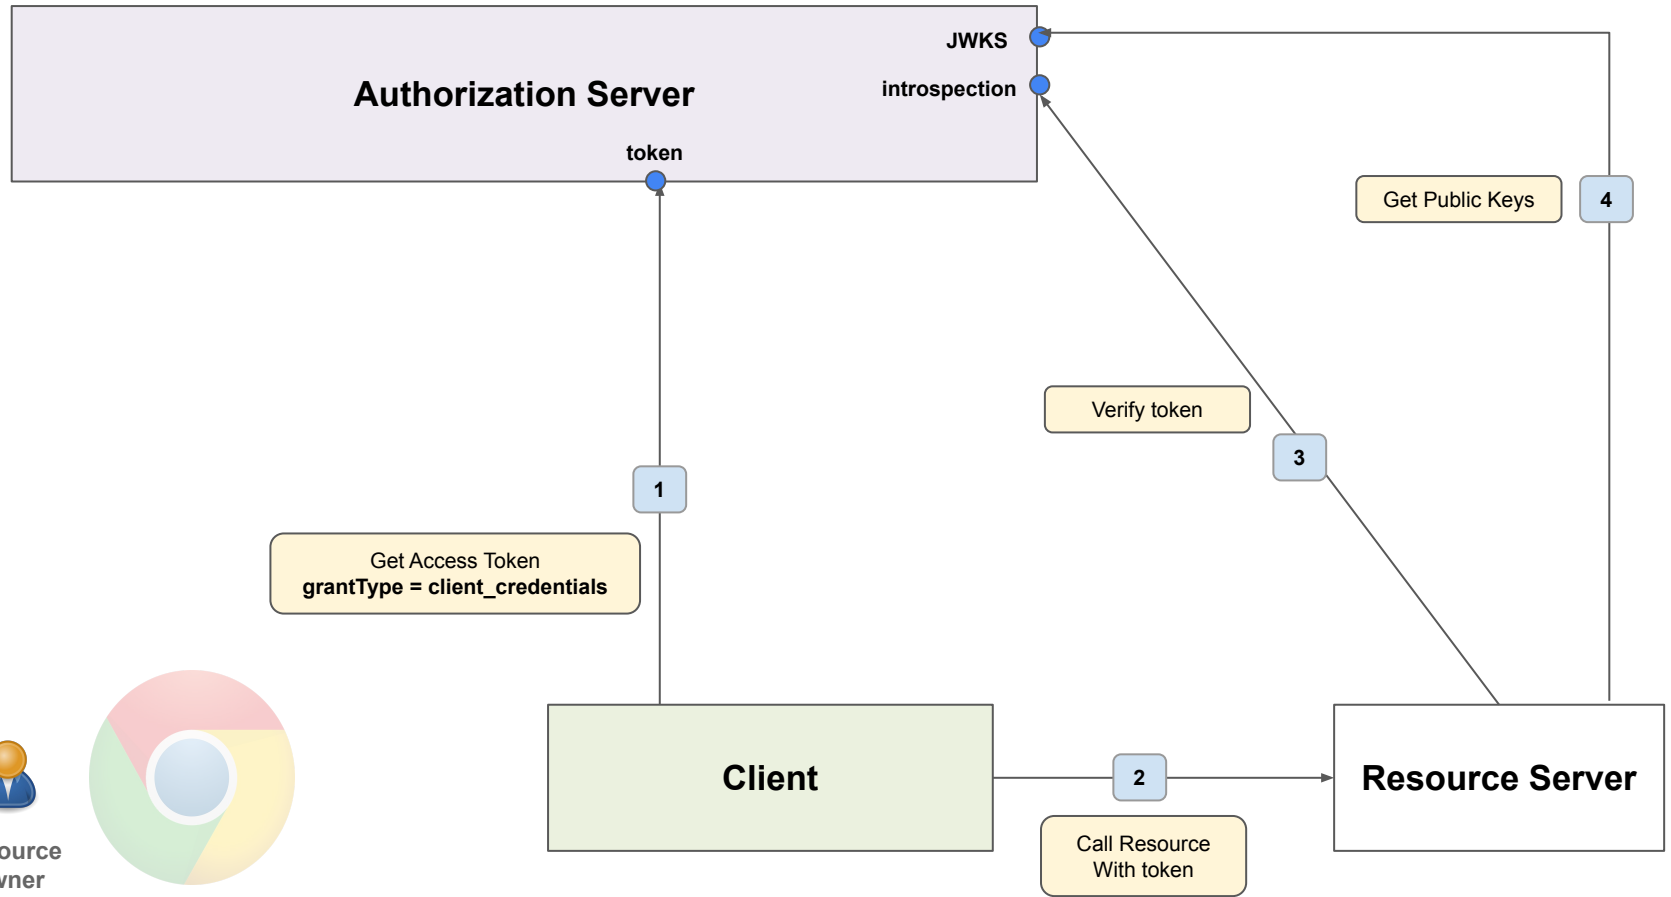 JWKS
Authorization Server
introspection
token
Get Public Keys
4
Verify token
3
1
Get Access Token
grantType = client_credentials
Client
2
Resource Server
Call Resource
With token
ource
wner